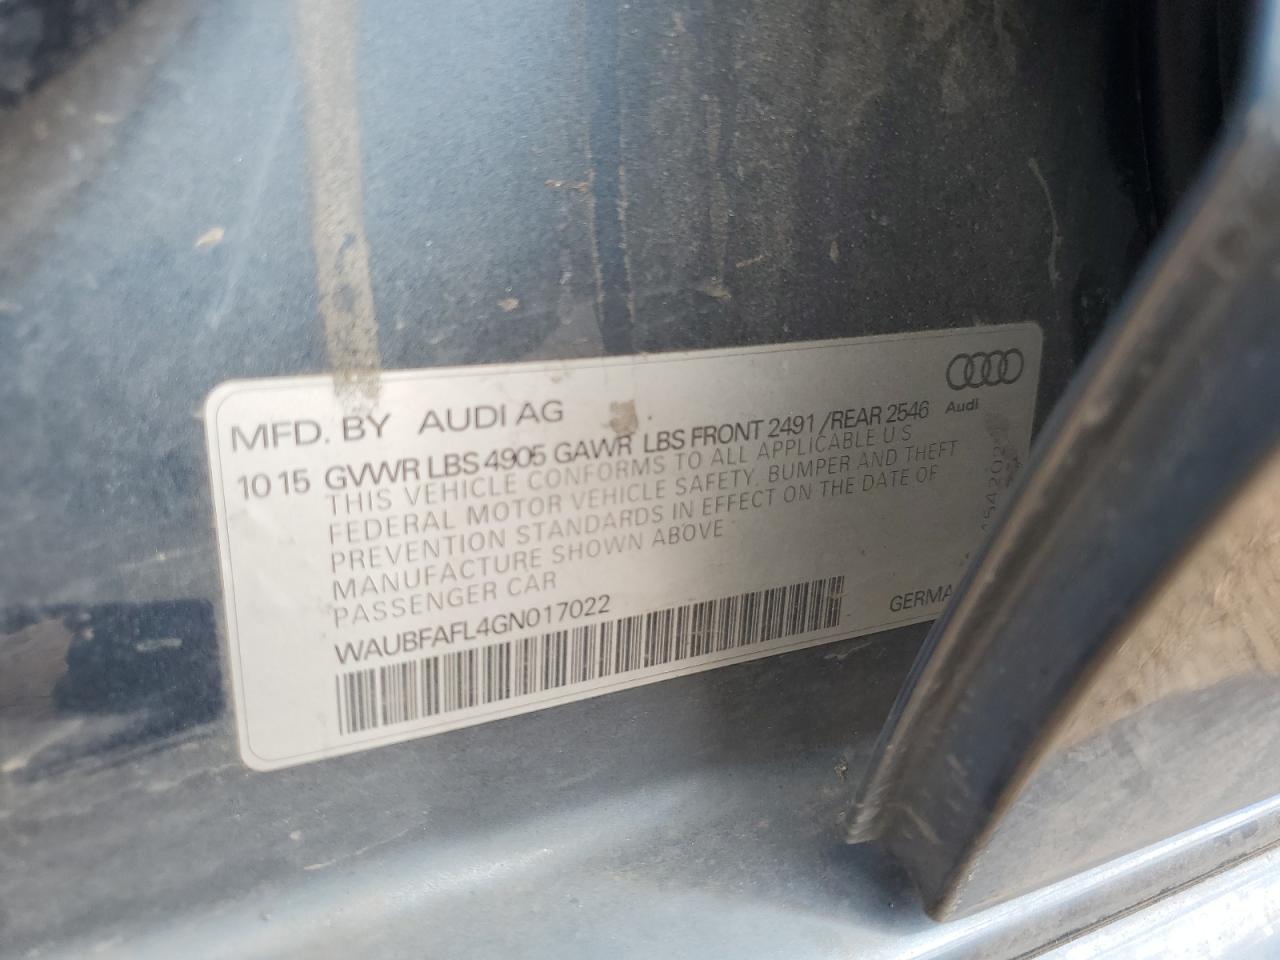 MFD. BY AUDI AG
10 15 GVWR LBS 4905 GAWR LBS FRONT 2491 /REAR 2546
Audi
THIS VEHICLE CONFORMS TO ALL APPLICABLE U S
FEDERAL MOTOR VEHICLE SAFETY, BUMPER AND THEFT
PREVENTION STANDARDS IN EFFECT ON THE DATE OF
MANUFACTURE SHOWN ABOVE
PASSENGER CAR
WAUBFAFL4GN017022